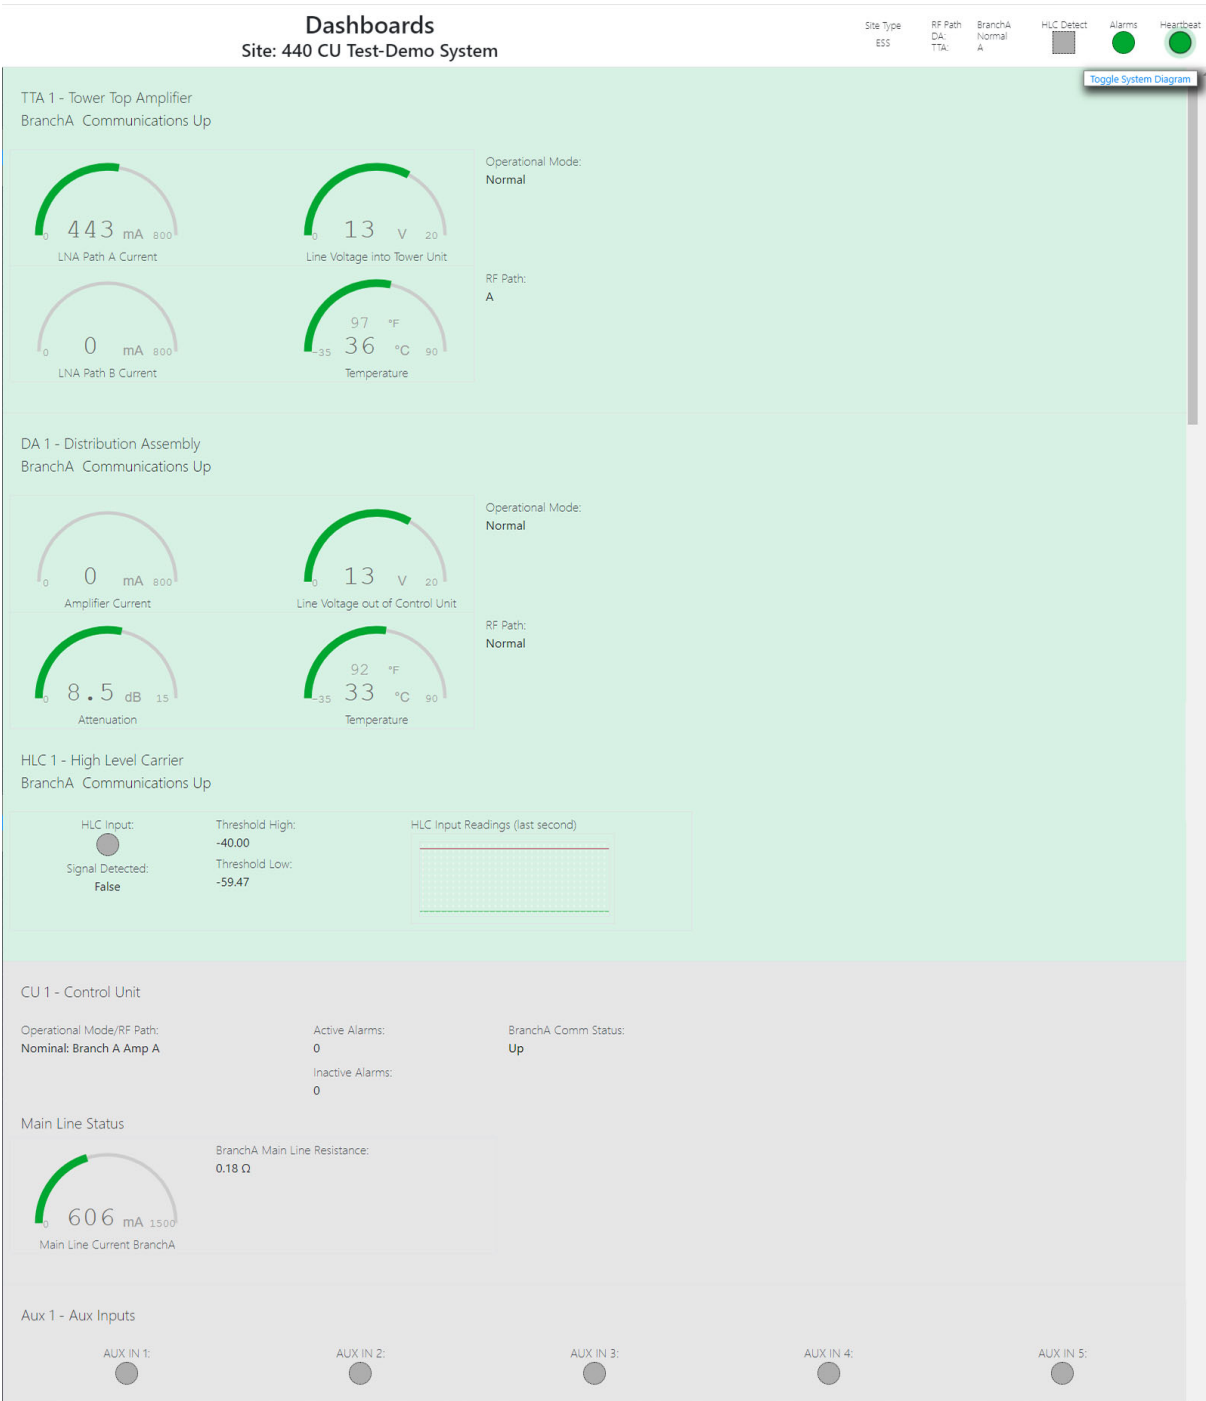 Dashboards
Site: 440 CU Test-Demo System
Site Type
ESS
RF Path BranchA
DA: Normal
TTA: A
HLC Detect
Alarms
Heartbeat
Toggle System Diagram
TTA 1 - Tower Top Amplifier
BranchA Communications Up
0 443 mA 800
LNA Path A Current
0 13 V 20
Line Voltage into Tower Unit
Operational Mode:
Normal
0 0 mA 800
LNA Path B Current
97 °F
-35 36 °C 90
Temperature
RF Path:
A
DA 1 - Distribution Assembly
BranchA Communications Up
0 0 mA 800
Amplifier Current
0 13 V 20
Line Voltage out of Control Unit
Operational Mode:
Normal
0 8.5 dB 15
Attenuation
92 °F
-35 33 °C 90
Temperature
RF Path:
Normal
HLC 1 - High Level Carrier
BranchA Communications Up
HLC Input:
Signal Detected:
False
Threshold High:
-40.00
Threshold Low:
-59.47
HLC Input Readings (last second)
CU 1 - Control Unit
Operational Mode/RF Path:
Nominal: Branch A Amp A
Active Alarms:
0
Inactive Alarms:
0
BranchA Comm Status:
Up
Main Line Status
0 606 mA 1500
Main Line Current BranchA
BranchA Main Line Resistance:
0.18 Ω
Aux 1 - Aux Inputs
AUX IN 1:
AUX IN 2:
AUX IN 3:
AUX IN 4:
AUX IN 5: